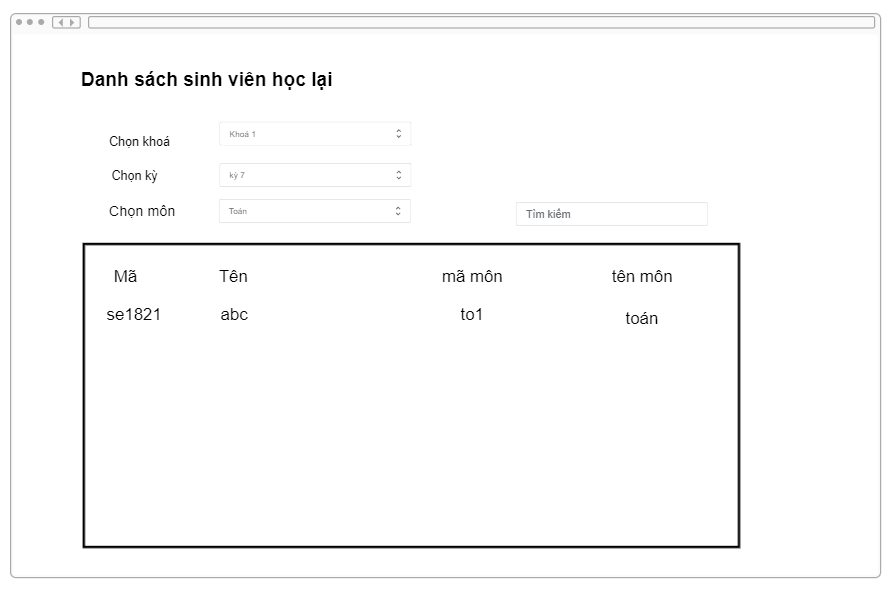 Danh sách sinh viên học lại
Chọn khoá Khoá 1
Chọn kỳ kỳ 7
Chọn môn Toán
Tìm kiếm
Mã Tên mã môn tên môn
se1821 abc to1 toán